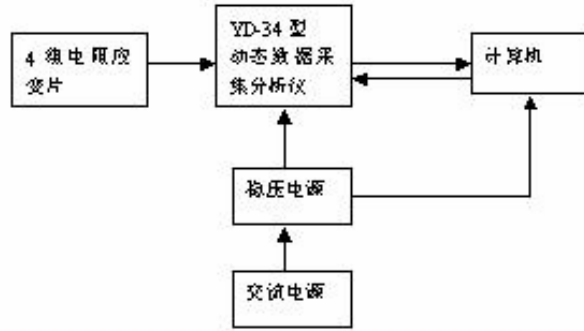 4 组电阻应
变片
YD-34 型
动态数据采
集分析仪
计算机
稳压电源
交流电源